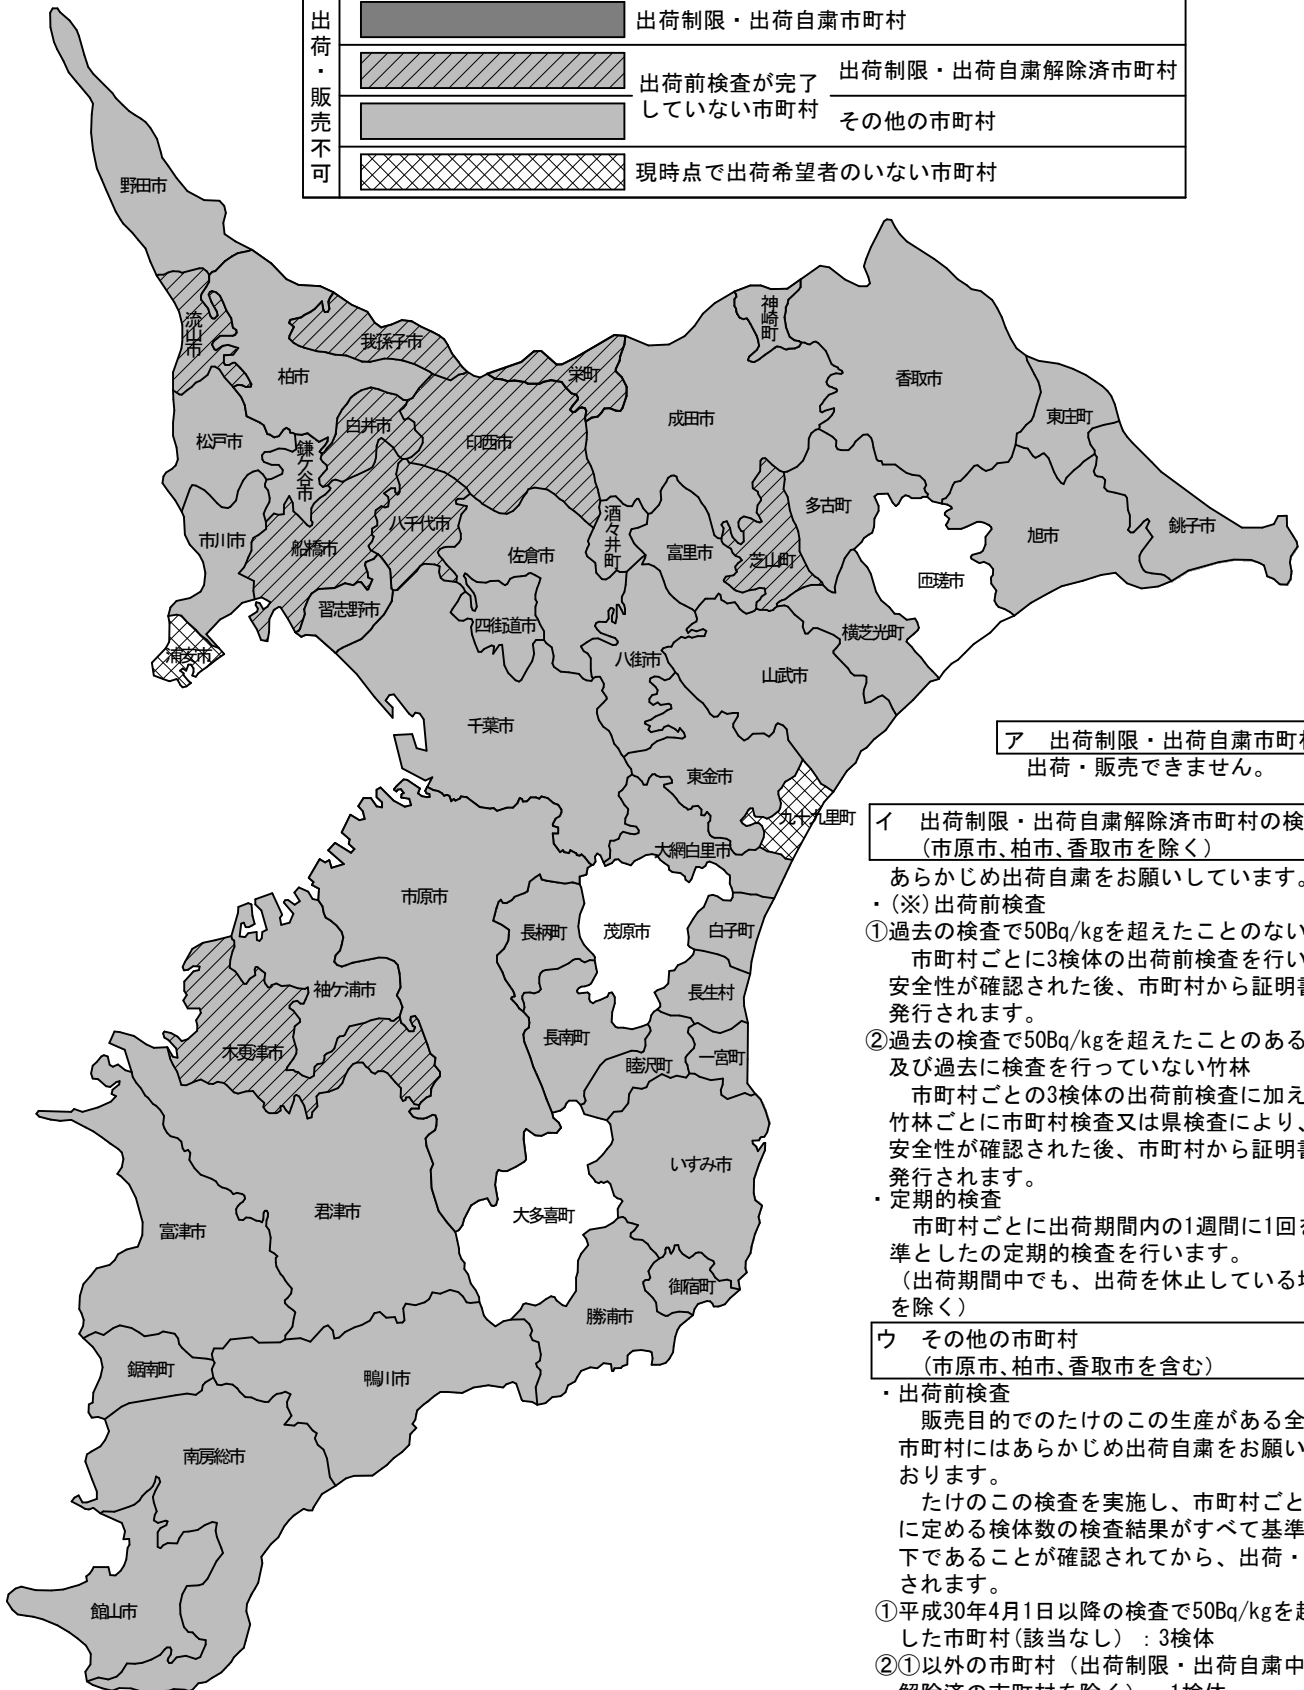 出荷・販売不可
出荷制限・出荷自粛市町村
出荷前検査が完了
していない市町村
出荷制限・出荷自粛解除済市町村
その他の市町村
現時点で出荷希望者のいない市町村
野田市
流山市
我孫子市
柏市
栄町
神崎町
香取市
成田市
東庄町
松戸市
鎌ケ谷市
白井市
印西市
多古町
銚子市
旭市
市川市
船橋市
八千代市
佐倉市
酒々井町
富里市
芝山町
匝瑳市
習志野市
四街道市
横芝光町
浦安市
八街市
山武市
千葉市
東金市
九十九里町
大網白里市
市原市
長柄町
茂原市
白子町
袖ケ浦市
長生村
木更津市
長南町
睦沢町
一宮町
いすみ市
君津市
大多喜町
富津市
御宿町
勝浦市
鋸南町
鴨川市
南房総市
館山市
ア　出荷制限・出荷自粛市町村
出荷・販売できません。
イ　出荷制限・出荷自粛解除済市町村の検
(市原市、柏市、香取市を除く)
あらかじめ出荷自粛をお願いしています。
・(※)出荷前検査
①過去の検査で50Bq/kgを超えたことのない
市町村ごとに3検体の出荷前検査を行い
安全性が確認された後、市町村から証明書
発行されます。
②過去の検査で50Bq/kgを超えたことのある
及び過去に検査を行っていない竹林
市町村ごとの3検体の出荷前検査に加え
竹林ごとに市町村検査又は県検査により、
安全性が確認された後、市町村から証明書
発行されます。
・定期的検査
市町村ごとに出荷期間内の1週間に1回を
準としたの定期的検査を行います。
（出荷期間中でも、出荷を休止している場
を除く）
ウ　その他の市町村
(市原市、柏市、香取市を含む)
・出荷前検査
販売目的でのたけのこの生産がある全
市町村にはあらかじめ出荷自粛をお願い
おります。
たけのこの検査を実施し、市町村ごと
に定める検体数の検査結果がすべて基準
下であることが確認されてから、出荷・
されます。
①平成30年4月1日以降の検査で50Bq/kgを超
した市町村(該当なし)：3検体
②①以外の市町村（出荷制限・出荷自粛中
解除済の市町村を除く）：1検体